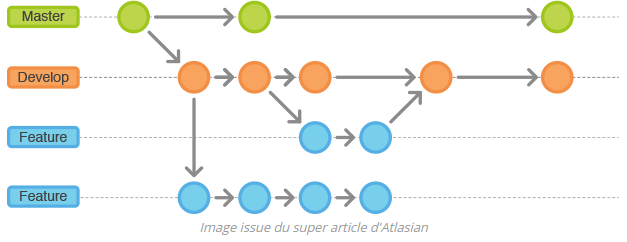 Master
Develop
Feature
Feature
Image issue du super article d'Atlasian